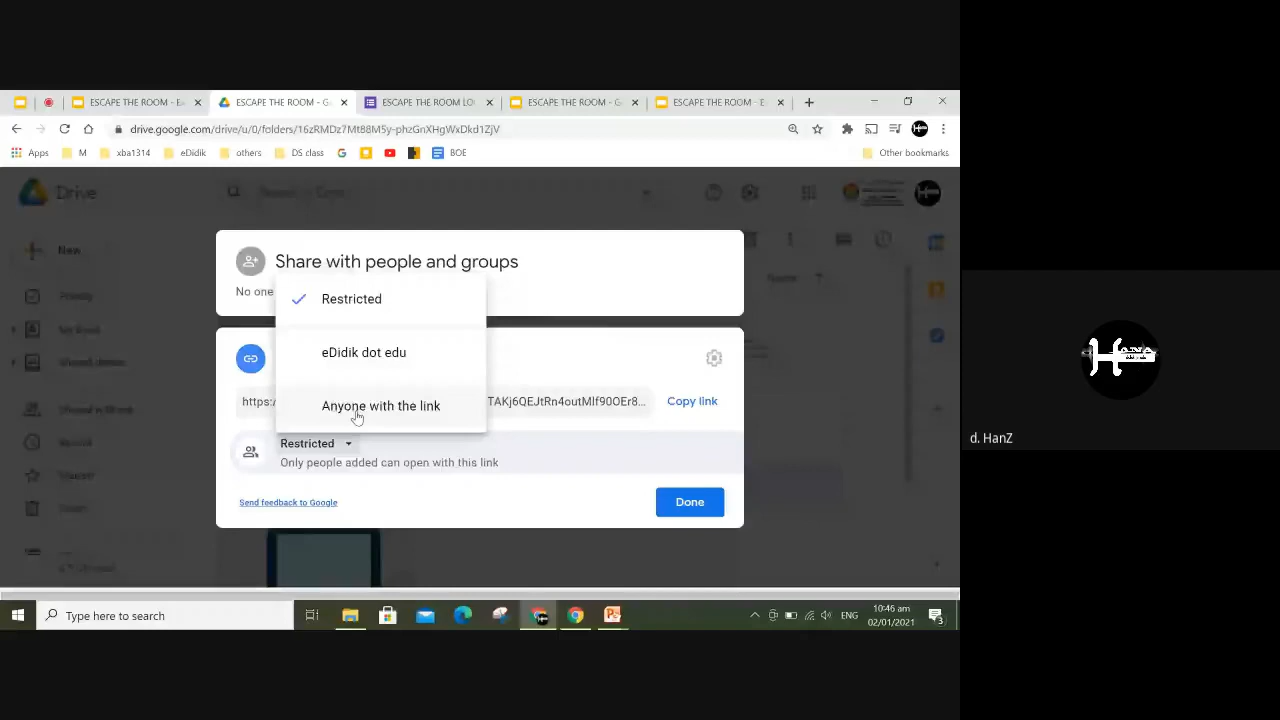 ESCAPE THE ROOM - E
ESCAPE THE ROOM - G
ESCAPE THE ROOM LO
ESCAPE THE ROOM - G
ESCAPE THE ROOM - E
drive.google.com/drive/u/0/folders/16zRMDz7Mt88M5y-phzGnXHgWxDkd1ZjV
Apps M xba1314 eDidik others DS class BOE Other bookmarks
Drive
New
Share with people and groups
No one
Restricted
eDidik dot edu
Anyone with the link
https:/
TAKj6QEJtRn4outMlf90OEr8...
Copy link
Restricted
Only people added can open with this link
Send feedback to Google
Done
d. HanZ
Type here to search
ENG
10:46 am
02/01/2021
3